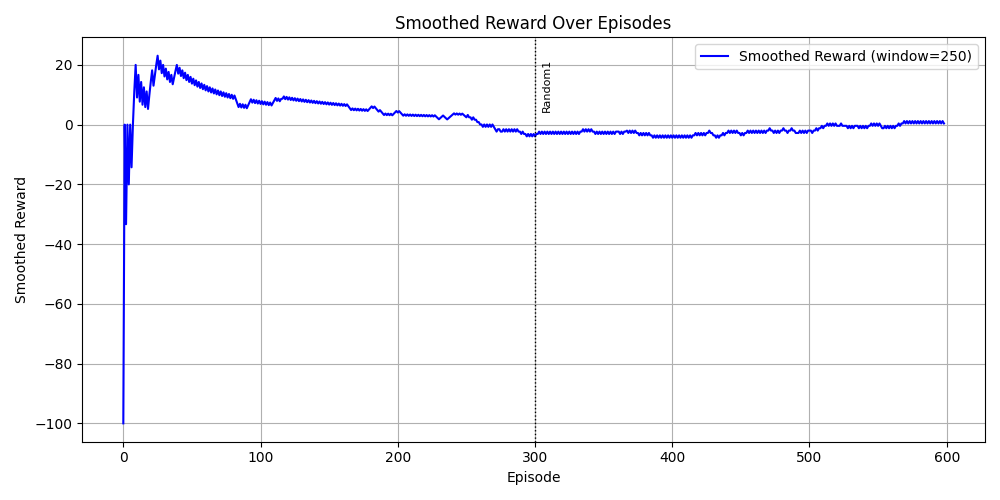 Smoothed Reward Over Episodes
Smoothed Reward (window=250)
Random1
Smoothed Reward
20
0
−20
−40
−60
−80
−100
0 100 200 300 400 500 600
Episode